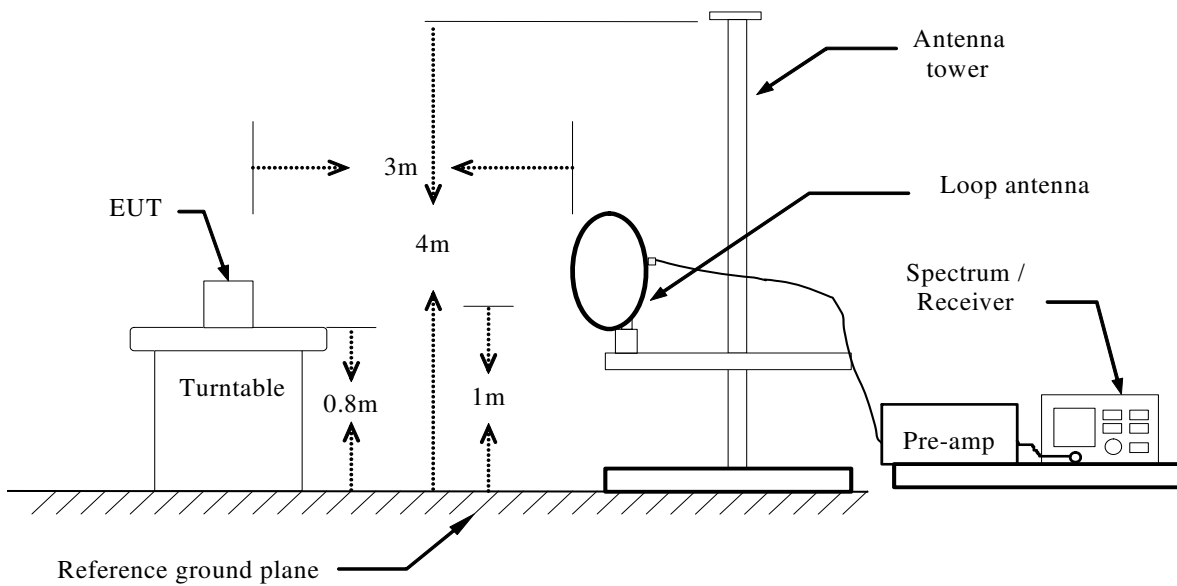 Antenna
tower
3m
Loop antenna
EUT
4m
Spectrum /
Receiver
Turntable
0.8m
1m
Pre-amp
Reference ground plane